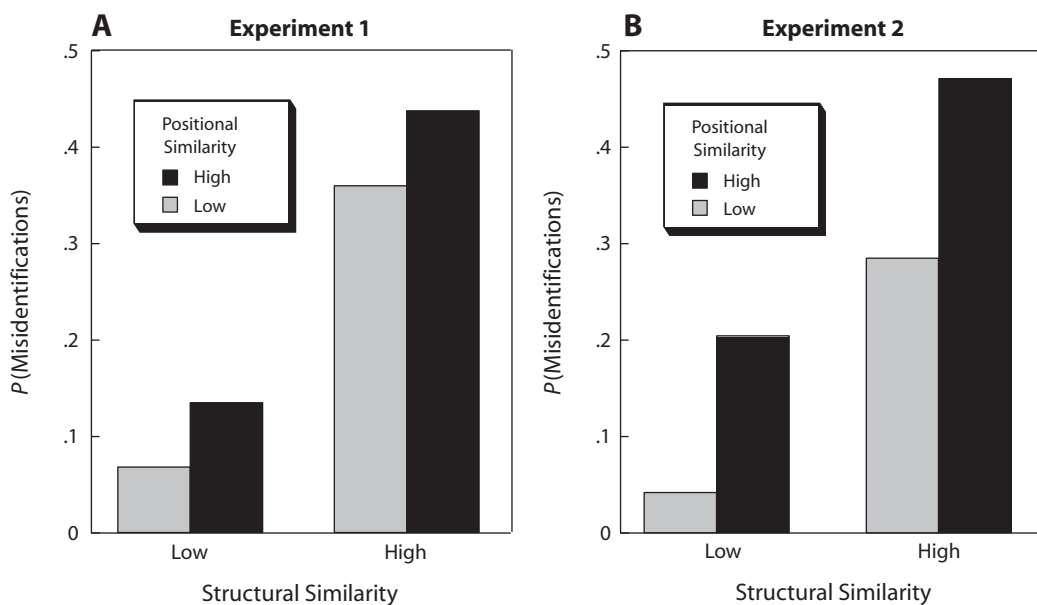 A
Experiment 1
.5
.4
.3
.2
.1
0
P(Misidentifications)
Positional
Similarity
High
Low
Low
High
Structural Similarity
B
Experiment 2
.5
.4
.3
.2
.1
0
P(Misidentifications)
Positional
Similarity
High
Low
Low
High
Structural Similarity